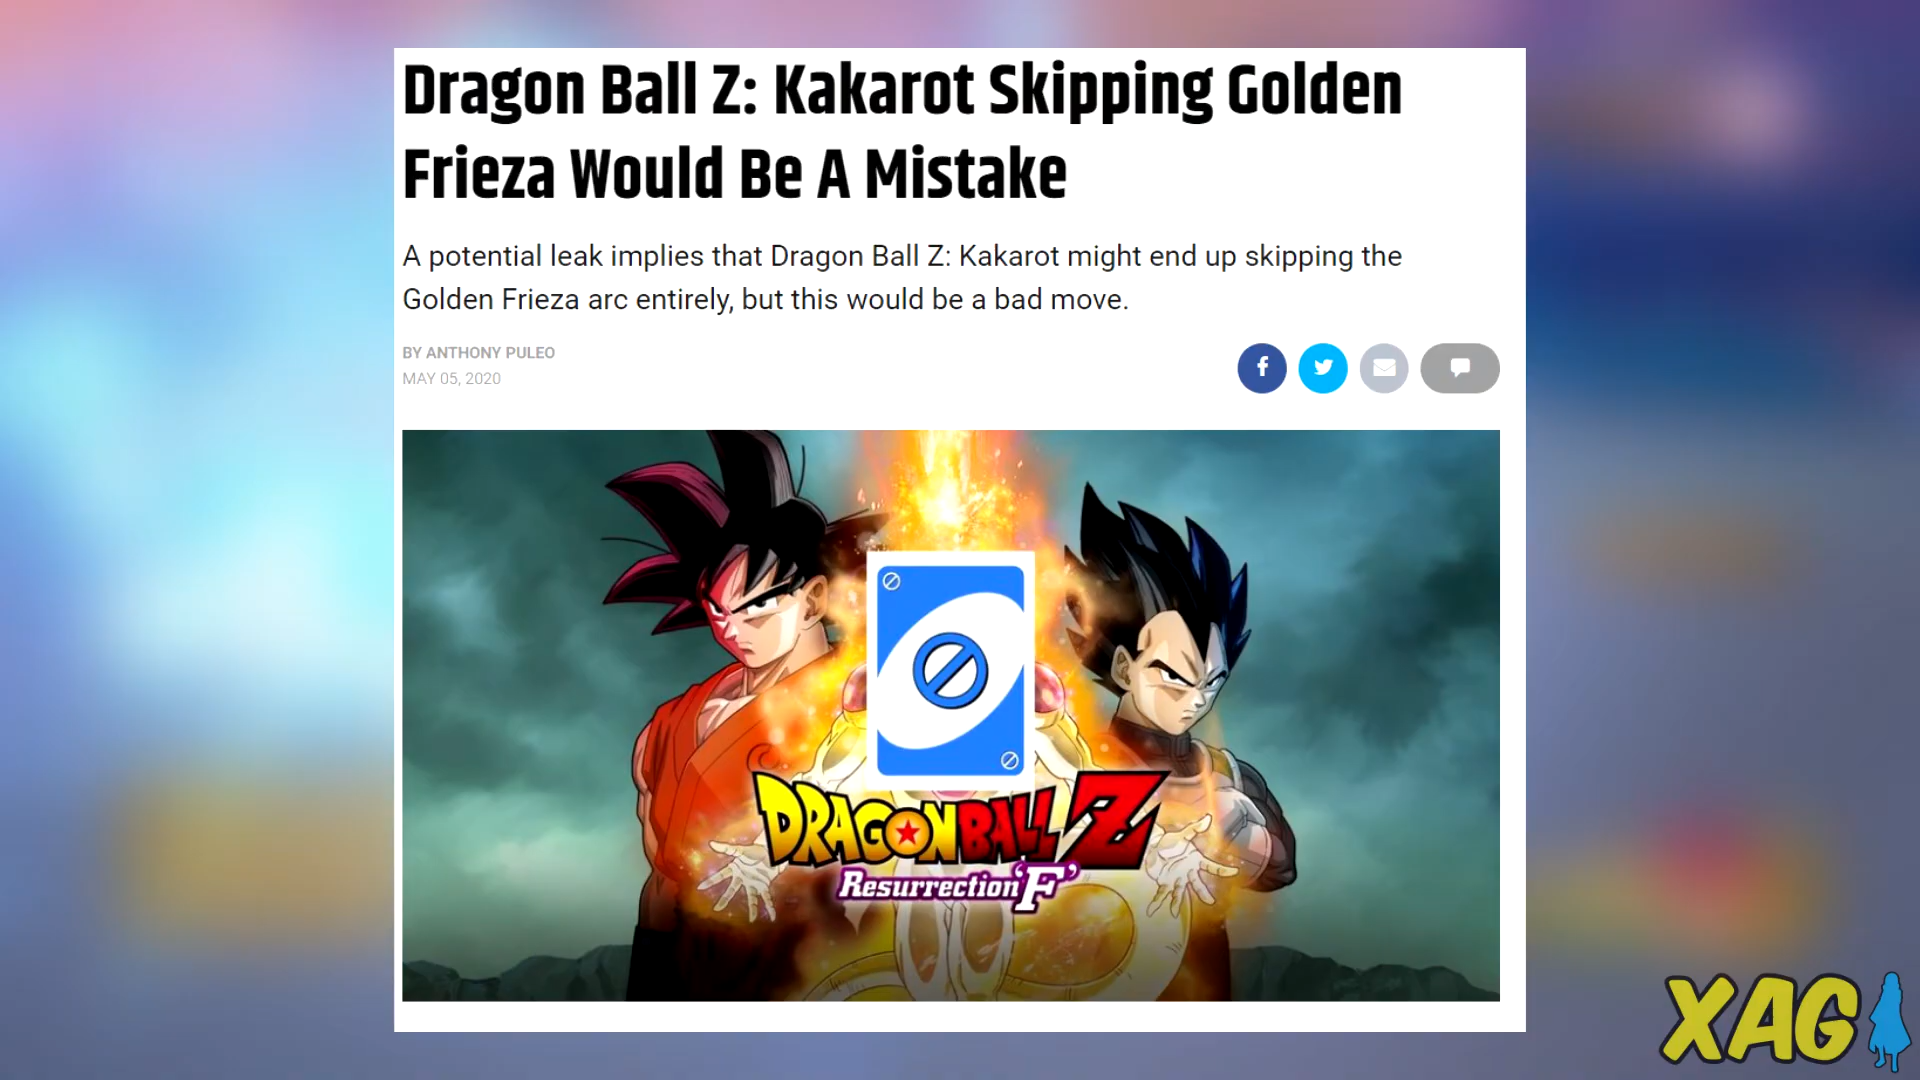 Dragon Ball Z: Kakarot Skipping Golden
Frieza Would Be A Mistake
A potential leak implies that Dragon Ball Z: Kakarot might end up skipping the
Golden Frieza arc entirely, but this would be a bad move.
BY ANTHONY PULEO
MAY 05, 2020
DRAGON BALL Z
Resurrection 'F'
XAG